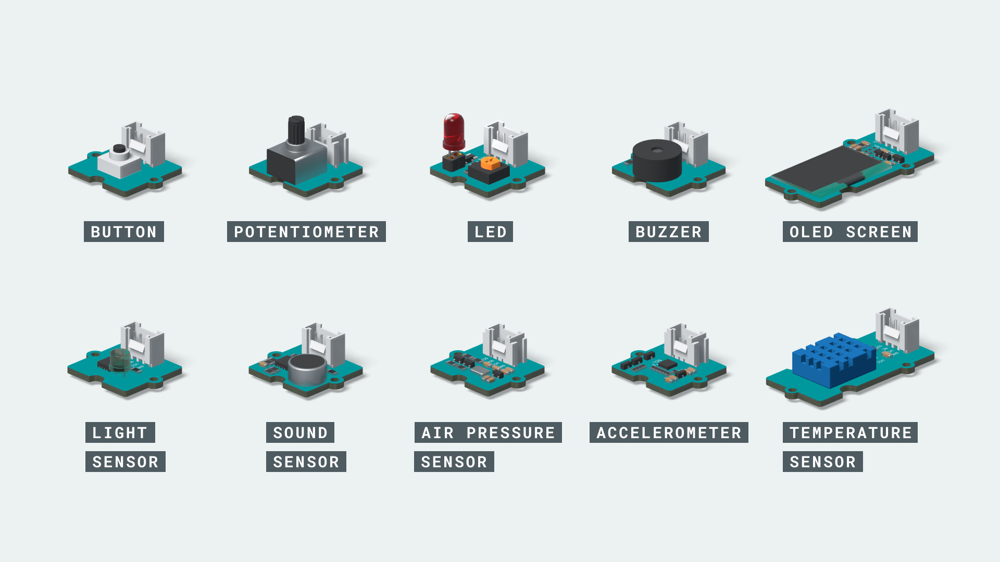 BUTTON
POTENTIOMETER
LED
BUZZER
OLED SCREEN
LIGHT
SENSOR
SOUND
SENSOR
AIR PRESSURE
SENSOR
ACCELEROMETER
TEMPERATURE
SENSOR